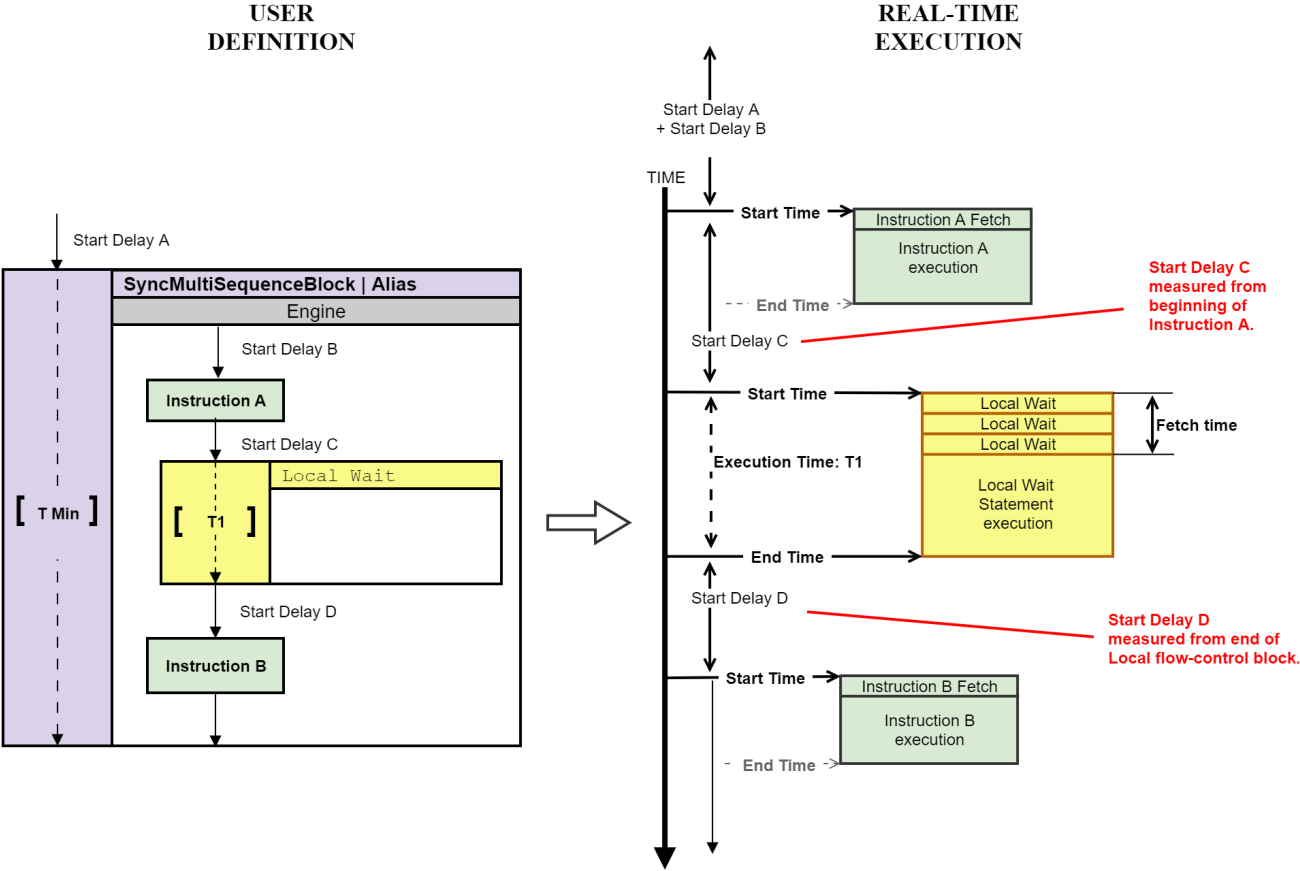 USER
DEFINITION
Start Delay A
SyncMultiSequenceBlock | Alias
Engine
Start Delay B
Instruction A
Start Delay C
Local Wait
[ T Min ]
[ T1 ]
Start Delay D
Instruction B
REAL-TIME
EXECUTION
Start Delay A
+ Start Delay B
TIME
Start Time
Instruction A Fetch
Instruction A
execution
End Time
Start Delay C
Start Delay C
measured from
beginning of
Instruction A.
Start Time
Local Wait
Local Wait
Local Wait
Fetch time
Execution Time: T1
Local Wait
Statement
execution
End Time
Start Delay D
Start Delay D
measured from end of
Local flow-control block.
Start Time
Instruction B Fetch
Instruction B
execution
End Time